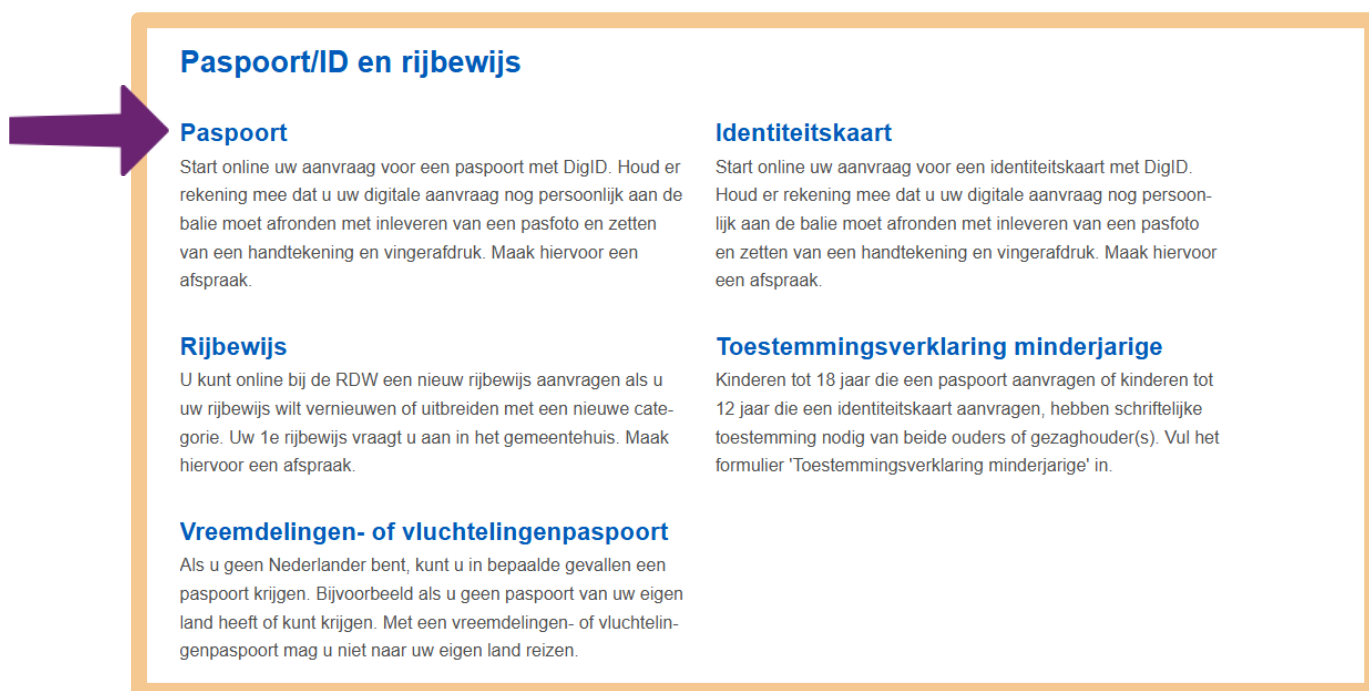 Paspoort/ID en rijbewijs
Paspoort
Start online uw aanvraag voor een paspoort met DigID. Houd er
rekening mee dat u uw digitale aanvraag nog persoonlijk aan de
balie moet afronden met inleveren van een pasfoto en zetten
van een handtekening en vingerafdruk. Maak hiervoor een
afspraak.
Identiteitskaart
Start online uw aanvraag voor een identiteitskaart met DigID.
Houd er rekening mee dat u uw digitale aanvraag nog persoon-
lijk aan de balie moet afronden met inleveren van een pasfoto
en zetten van een handtekening en vingerafdruk. Maak hiervoor
een afspraak.
Rijbewijs
U kunt online bij de RDW een nieuw rijbewijs aanvragen als u
uw rijbewijs wilt vernieuwen of uitbreiden met een nieuwe cate-
gorie. Uw 1e rijbewijs vraagt u aan in het gemeentehuis. Maak
hiervoor een afspraak.
Toestemmingsverklaring minderjarige
Kinderen tot 18 jaar die een paspoort aanvragen of kinderen tot
12 jaar die een identiteitskaart aanvragen, hebben schriftelijke
toestemming nodig van beide ouders of gezaghouder(s). Vul het
formulier 'Toestemmingsverklaring minderjarige' in.
Vreemdelingen- of vluchtelingenpaspoort
Als u geen Nederlander bent, kunt u in bepaalde gevallen een
paspoort krijgen. Bijvoorbeeld als u geen paspoort van uw eigen
land heeft of kunt krijgen. Met een vreemdelingen- of vluchtelin-
genpaspoort mag u niet naar uw eigen land reizen.